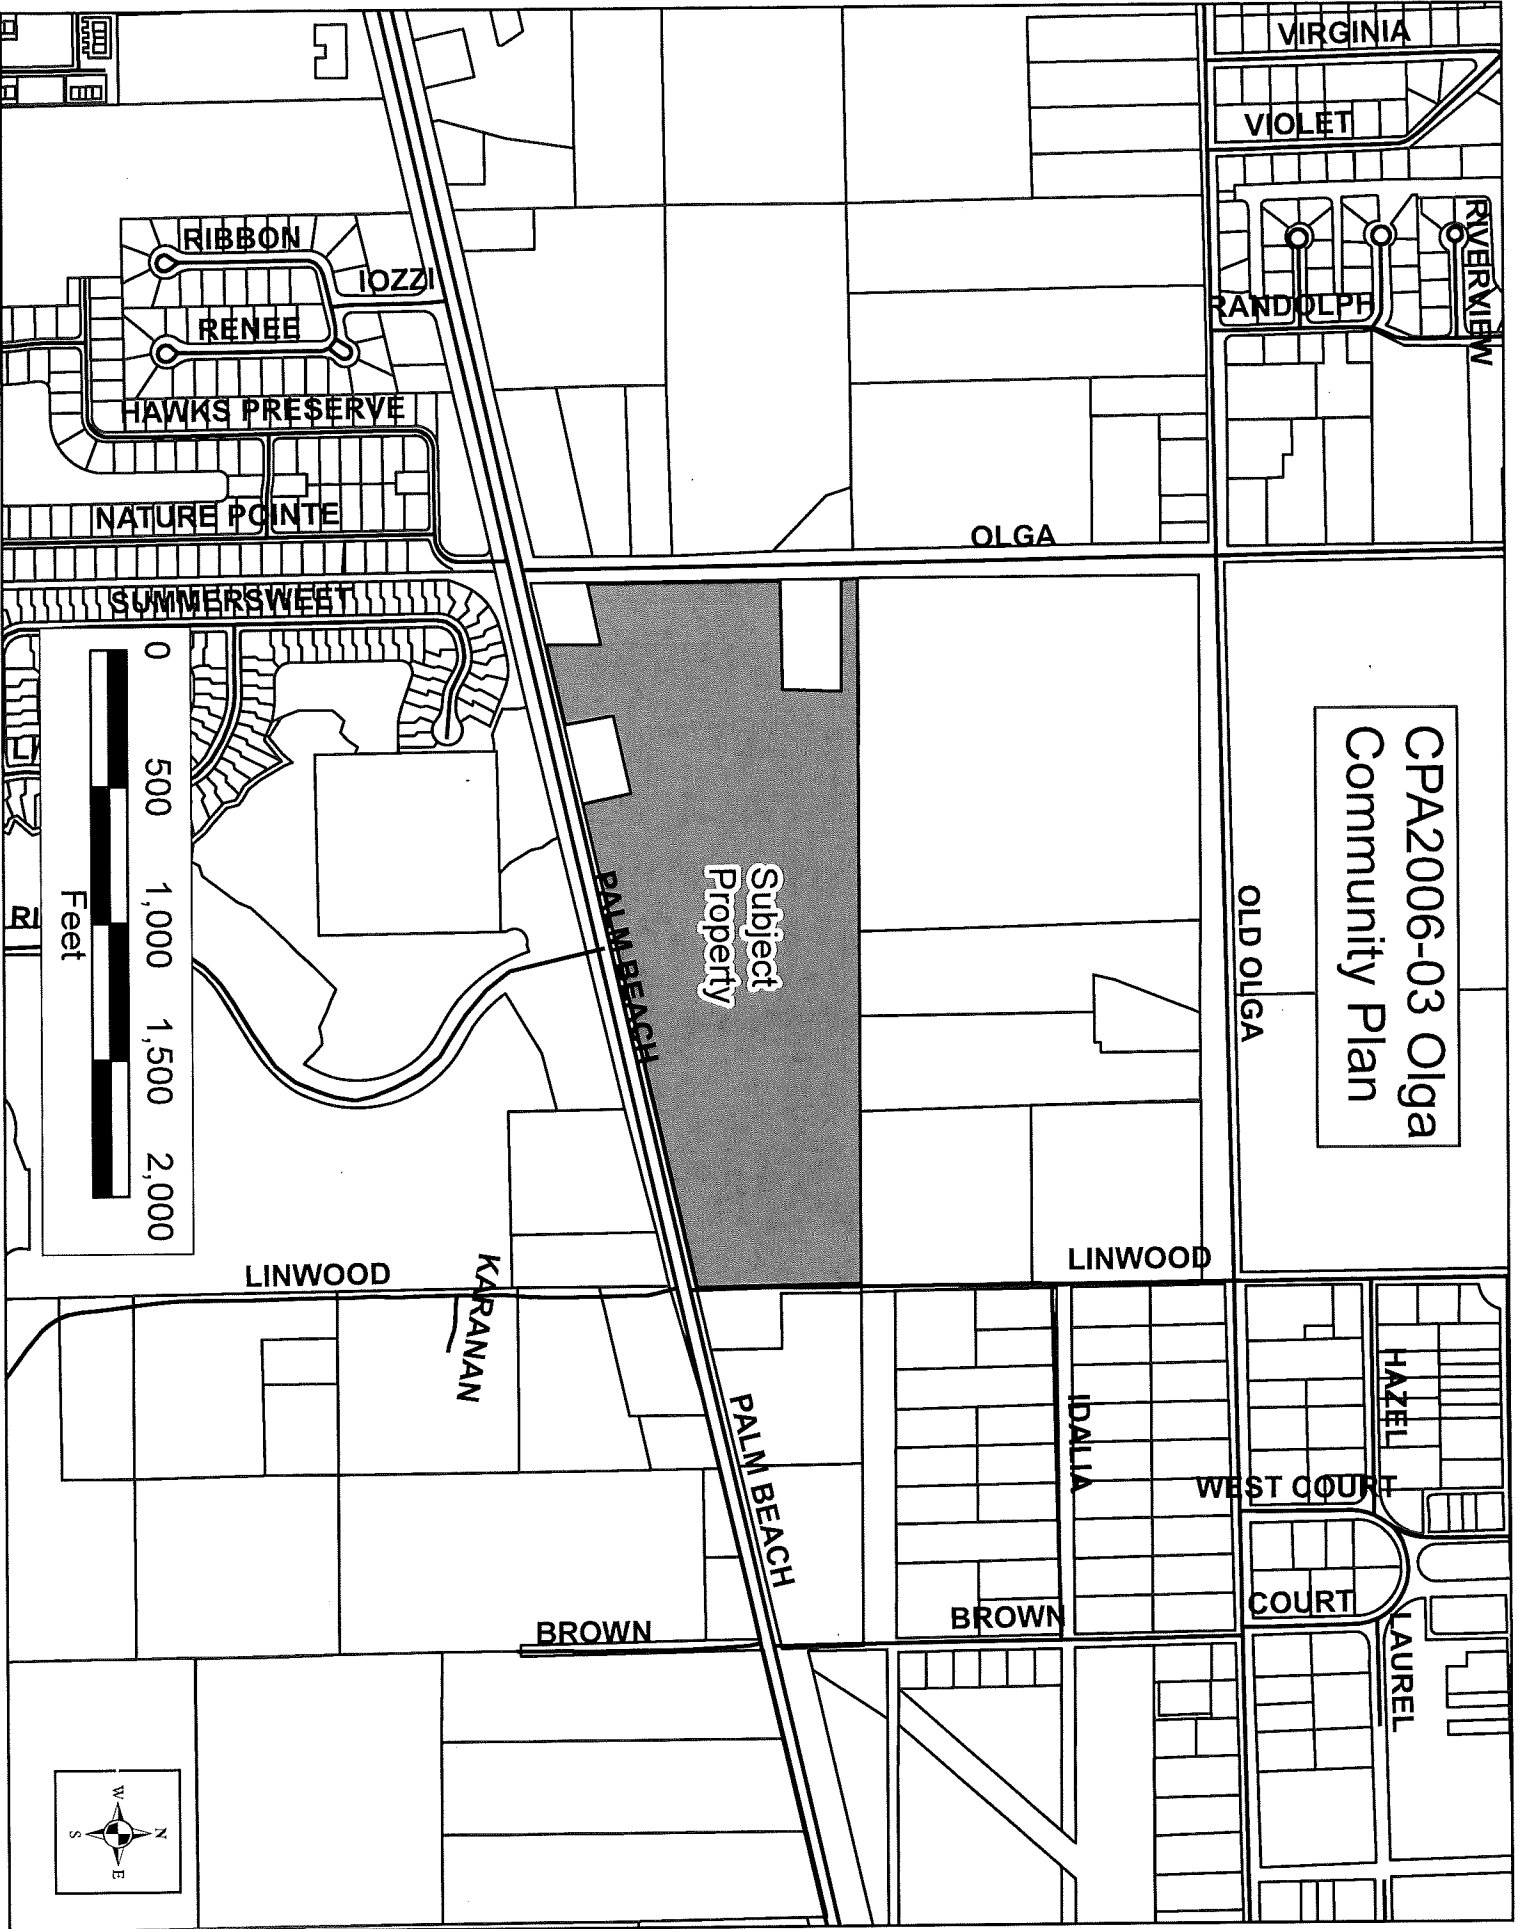 CPA2006-03 Olga
Community Plan
VIRGINIA
VIOLET
RIVERVIEW
RANDOLPH
OLGA
OLD OLGA
LINWOOD
HAZEL
WEST COURT
IDALIA
COURT
LAUREL
BROWN
Subject
Property
PALM BEACH
PALM BEACH
RIBBON
IOZZI
RENEE
HAWKS PRESERVE
NATURE POINTE
SUMMERSWEET
LINWOOD
KARANAN
BROWN
LI
RI
0 500 1,000 1,500 2,000
Feet
N
W E
S